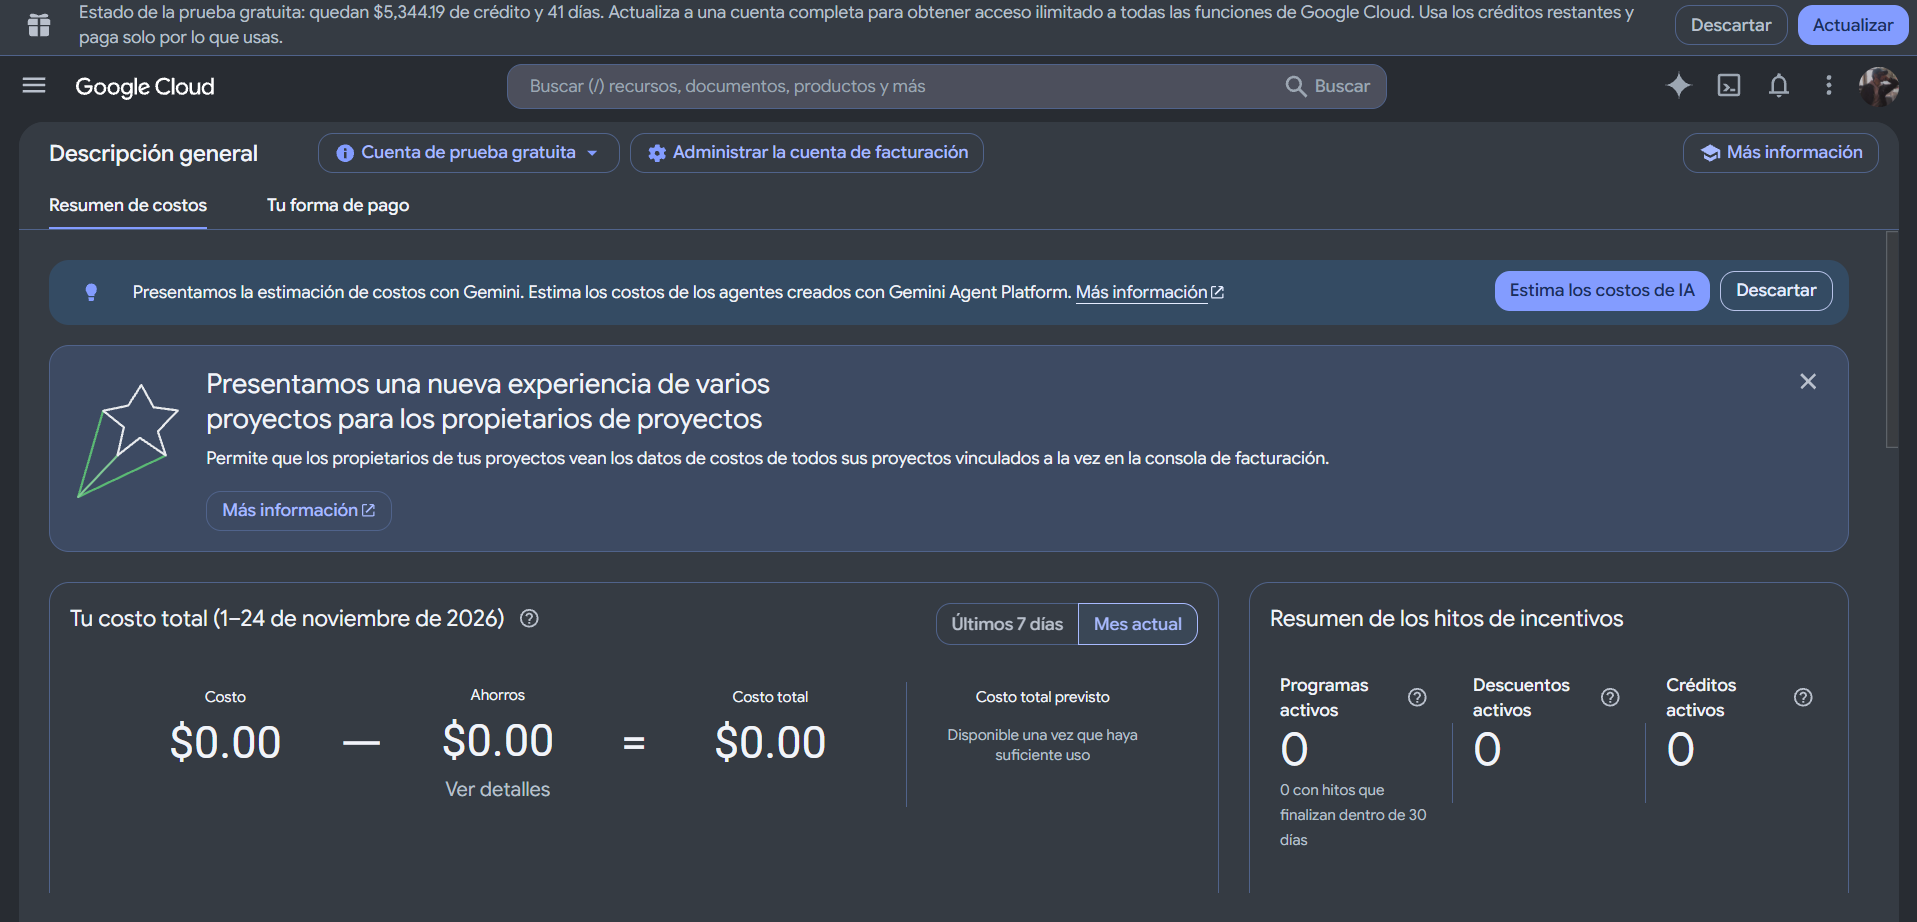 Estado de la prueba gratuita: quedan $5,344.19 de crédito y 41 días. Actualiza a una cuenta completa para obtener acceso ilimitado a todas las funciones de Google Cloud. Usa los créditos restantes y
paga solo por lo que usas.
Descartar
Actualizar
Google Cloud
Buscar (/) recursos, documentos, productos y más
Buscar
Descripción general
Cuenta de prueba gratuita
Administrar la cuenta de facturación
Más información
Resumen de costos
Tu forma de pago
Presentamos la estimación de costos con Gemini. Estima los costos de los agentes creados con Gemini Agent Platform. Más información
Estima los costos de IA
Descartar
Presentamos una nueva experiencia de varios
proyectos para los propietarios de proyectos
Permite que los propietarios de tus proyectos vean los datos de costos de todos sus proyectos vinculados a la vez en la consola de facturación.
Más información
Tu costo total (1–24 de noviembre de 2026)
Últimos 7 días
Mes actual
Costo
$0.00
—
Ahorros
$0.00
Ver detalles
=
Costo total
$0.00
Costo total previsto
Disponible una vez que haya
suficiente uso
Resumen de los hitos de incentivos
Programas
activos
0
0 con hitos que
finalizan dentro de 30
días
Descuentos
activos
0
Créditos
activos
0